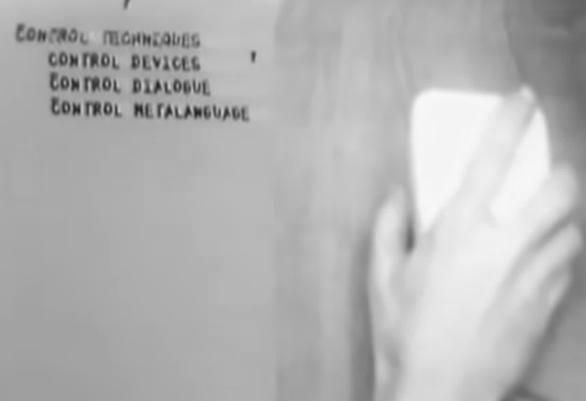 CONTROL TECHNIQUES
CONTROL DEVICES
CONTROL DIALOGUE
CONTROL METALANGUAGE